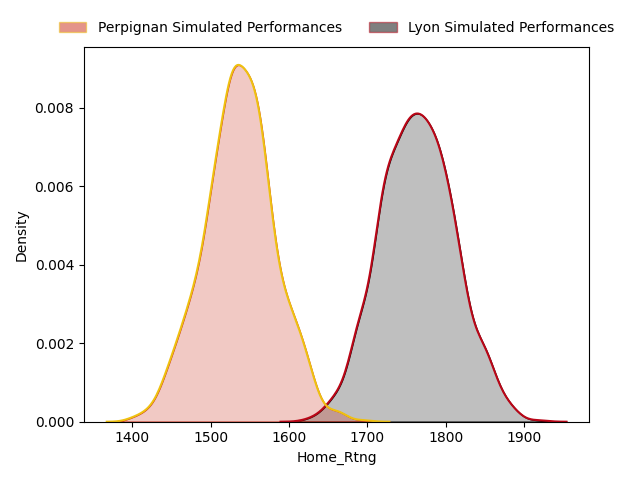 Perpignan Simulated Performances Lyon Simulated Performances
0.008
0.006
0.004
0.002
0.000
Density
1400 1500 1600 1700 1800 1900
Home_Rtng